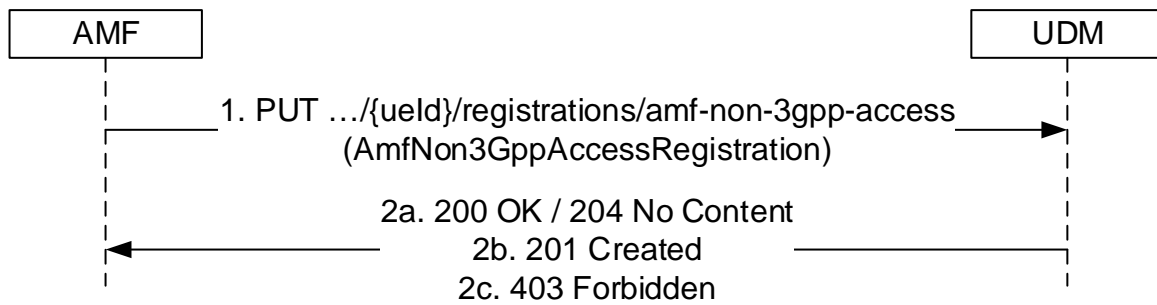 AMF
UDM
1. PUT …/{ueId}/registrations/amf-non-3gpp-access
(AmfNon3GppAccessRegistration)
2a. 200 OK / 204 No Content
2b. 201 Created
2c. 403 Forbidden